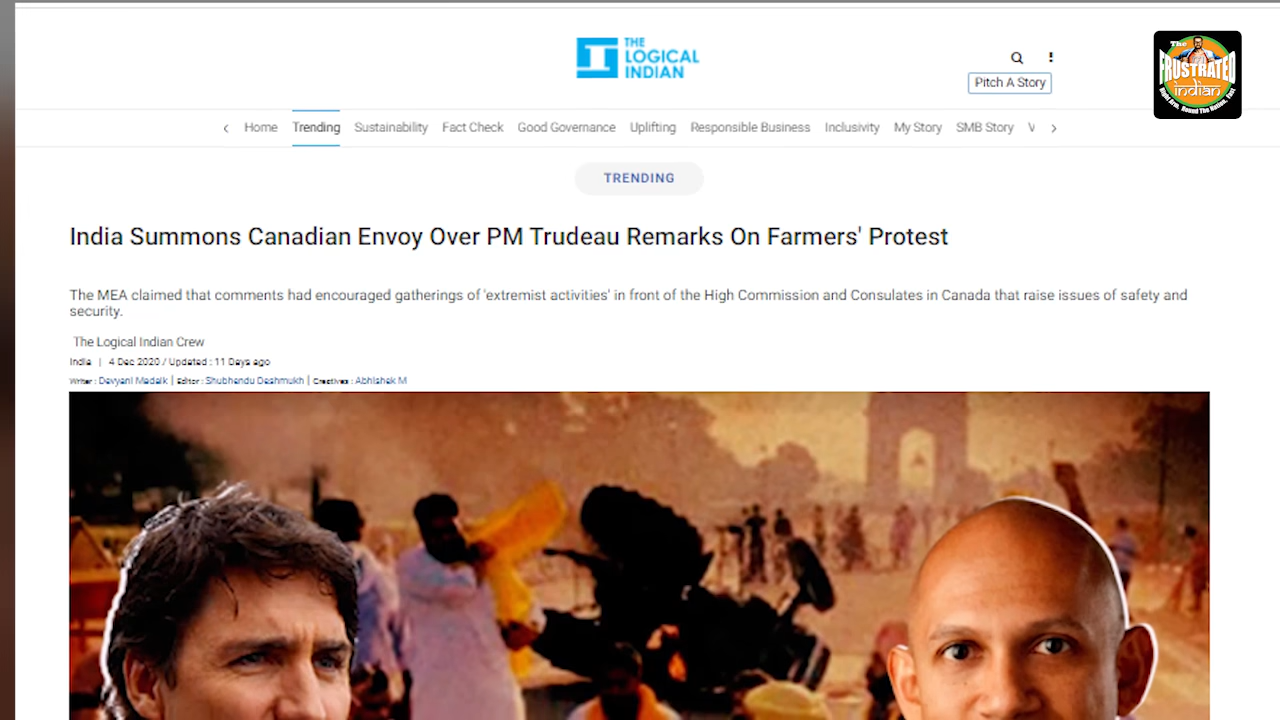 THE
LOGICAL
INDIAN
Pitch A Story
The
FRUSTRATED
indian
Home Trending Sustainability Fact Check Good Governance Uplifting Responsible Business Inclusivity My Story SMB Story V
TRENDING
India Summons Canadian Envoy Over PM Trudeau Remarks On Farmers' Protest
The MEA claimed that comments had encouraged gatherings of 'extremist activities' in front of the High Commission and Consulates in Canada that raise issues of safety and
security.
The Logical Indian Crew
India | 4 Dec 2020 / Updated : 11 Days ago
Writer : Devyani Madaik | Editor : Shubhendu Deshmukh | Creatives : Abhishek M